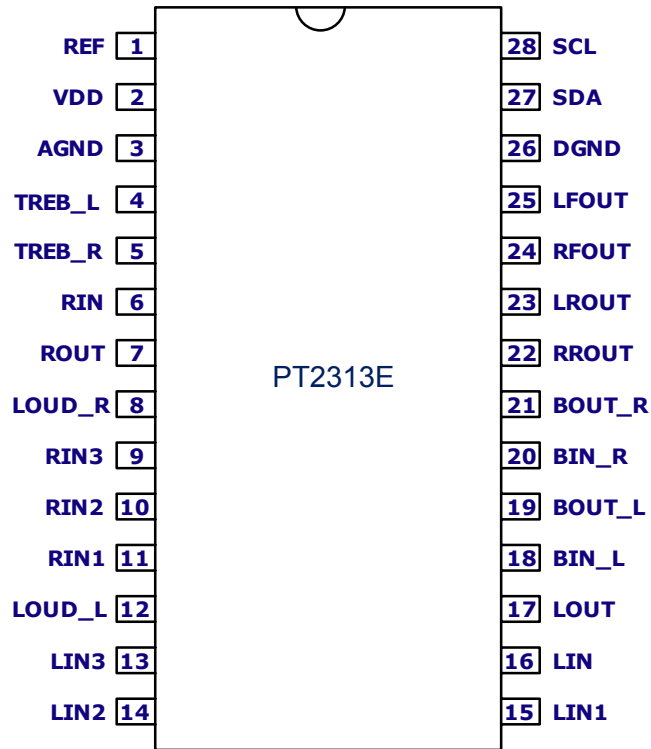 REF 1 28 SCL
VDD 2 27 SDA
AGND 3 26 DGND
TREB_L 4 25 LFOUT
TREB_R 5 24 RFOUT
RIN 6 23 LROUT
ROUT 7 22 RROUT
PT2313E
LOUD_R 8 21 BOUT_R
RIN3 9 20 BIN_R
RIN2 10 19 BOUT_L
RIN1 11 18 BIN_L
LOUD_L 12 17 LOUT
LIN3 13 16 LIN
LIN2 14 15 LIN1